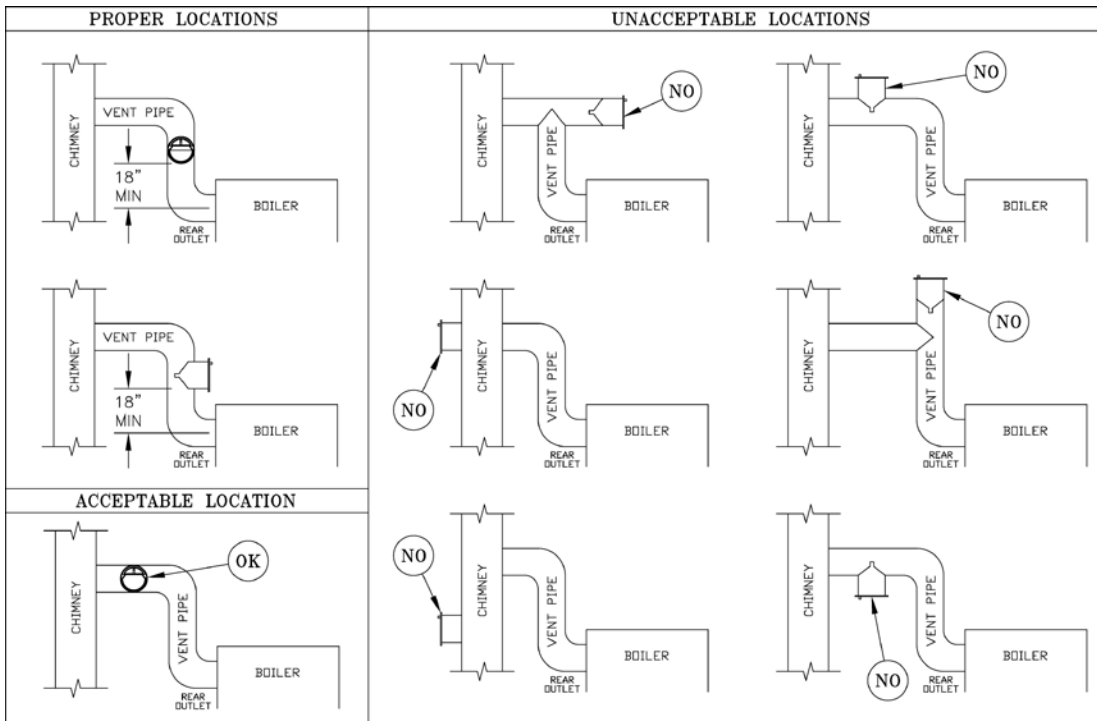 PROPER LOCATIONS
CHIMNEY
VENT PIPE
18"
MIN
BOILER
REAR
OUTLET
CHIMNEY
VENT PIPE
18"
MIN
BOILER
REAR
OUTLET
ACCEPTABLE LOCATION
CHIMNEY
OK
VENT PIPE
BOILER
REAR
OUTLET
UNACCEPTABLE LOCATIONS
CHIMNEY
NO
VENT PIPE
BOILER
REAR
OUTLET
CHIMNEY
NO
VENT PIPE
BOILER
REAR
OUTLET
NO
CHIMNEY
VENT PIPE
BOILER
REAR
OUTLET
CHIMNEY
NO
VENT PIPE
BOILER
REAR
OUTLET
NO
CHIMNEY
VENT PIPE
BOILER
REAR
OUTLET
CHIMNEY
VENT PIPE
NO
BOILER
REAR
OUTLET